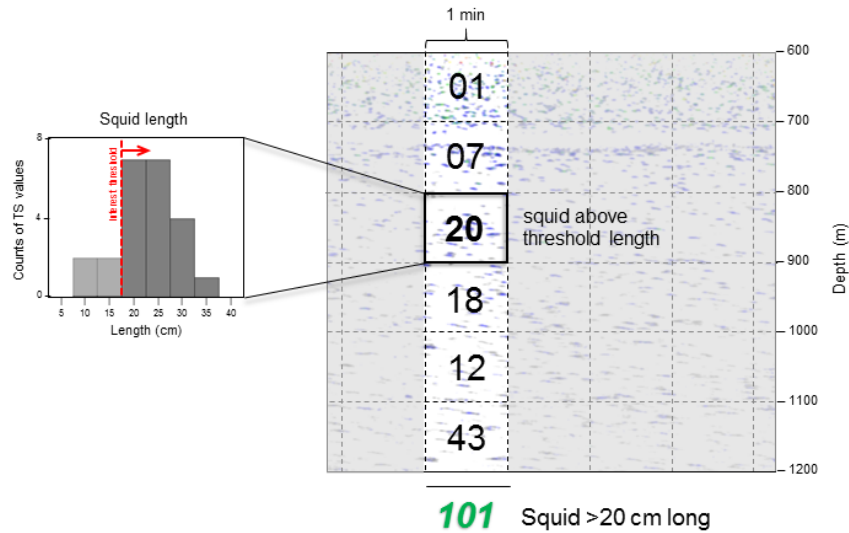 1 min
Squid length
Counts of TS values
8
4
0
Interest threshold
5 10 15 20 25 30 35 40
Length (cm)
01
07
20
18
12
43
squid above
threshold length
600
700
800
900
1000
1100
1200
Depth (m)
101 Squid >20 cm long